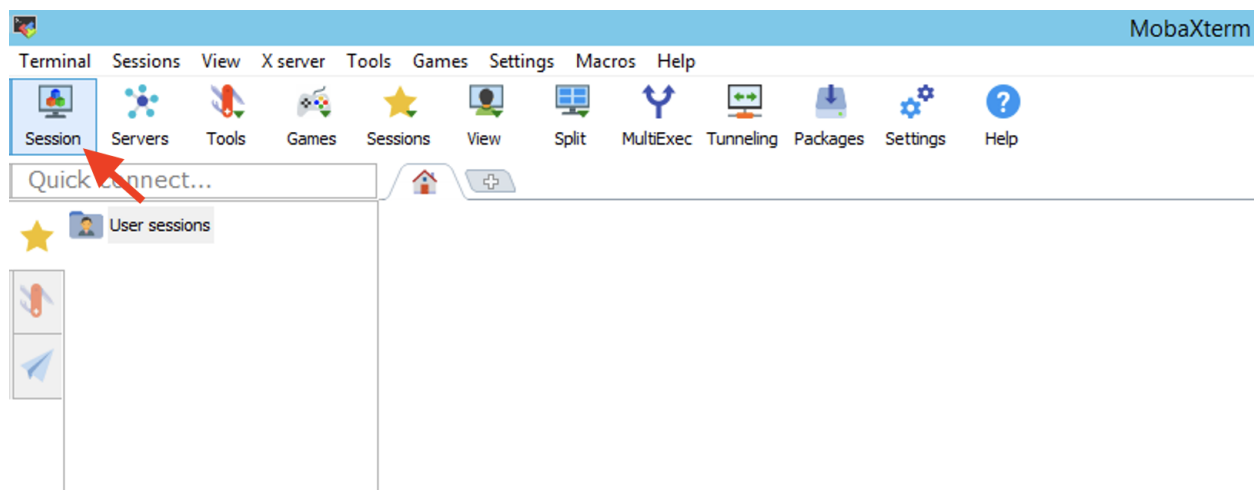 MobaXterm
Terminal Sessions View X server Tools Games Settings Macros Help
Session Servers Tools Games Sessions View Split MultiExec Tunneling Packages Settings Help
Quick connect...
User sessions